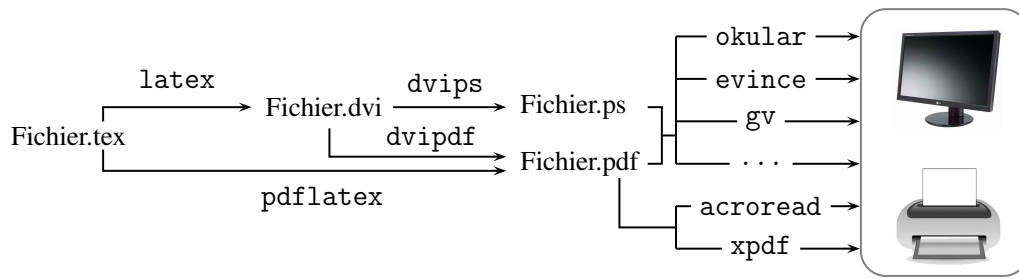 okular
latex
dvips
evince
Fichier.dvi
Fichier.ps
gv
Fichier.tex
dvipdf
Fichier.pdf
...
pdflatex
acroread
xpdf